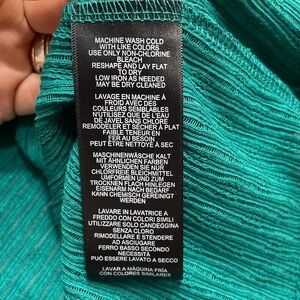 MACHINE WASH COLD
WITH LIKE COLORS
USE ONLY NON-CHLORINE
BLEACH
RESHAPE AND LAY FLAT
TO DRY
LOW IRON AS NEEDED
MAY BE DRY CLEANED
LAVAGE EN MACHINE À
FROID AVEC DES
COULEURS SEMBLABLES
N'UTILISEZ QUE DE L'EAU
DE JAVEL SANS CHLORE
REMODELER ET SÉCHER À PLAT
FAIBLE TENEUR EN
FER AU BESOIN
PEUT ÊTRE NETTOYÉ À SEC
MASCHINENWÄSCHE KALT
MIT ÄHNLICHEN FARBEN
VERWENDEN SIE NUR
CHLORFREIE BLEICHMITTEL
UMFORMEN UND ZUM
TROCKNEN FLACH HINLEGEN
EISENARM NACH BEDARF
KANN GEREINIGT
WERDEN
LAVARE IN LAVATRICE A
FREDDO CON COLORI SIMILI
UTILIZZARE SOLO CANDEGGINA
SENZA CLORO
RIMODELLARE E STENDERE
AD ASCIUGARE
FERRO BASSO SECONDO
NECESSITÀ
PUÒ ESSERE LAVATO A SECCO
LAVAR A MÁQUINA FRÍA
CON COLORES SIMILARES